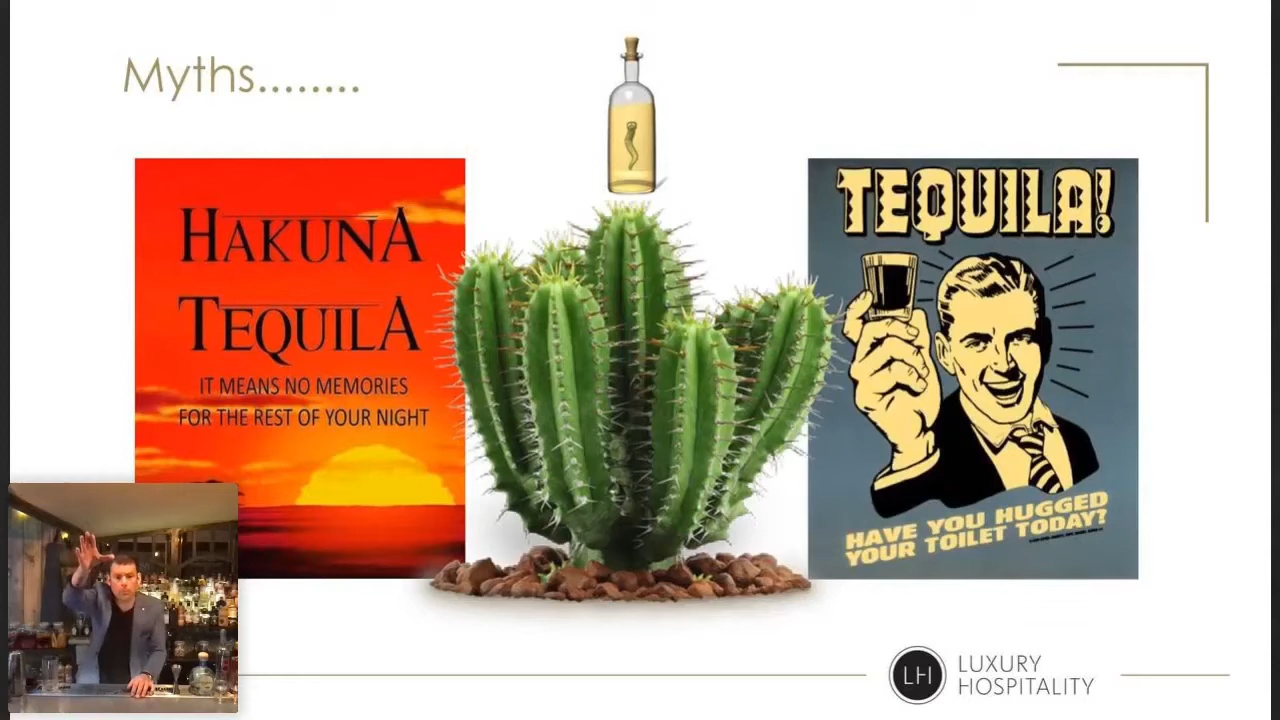 Myths........
HAKUNA
TEQUILA
IT MEANS NO MEMORIES
FOR THE REST OF YOUR NIGHT
TEQUILA!
HAVE YOU HUGGED
YOUR TOILET TODAY?
LH
LUXURY
HOSPITALITY